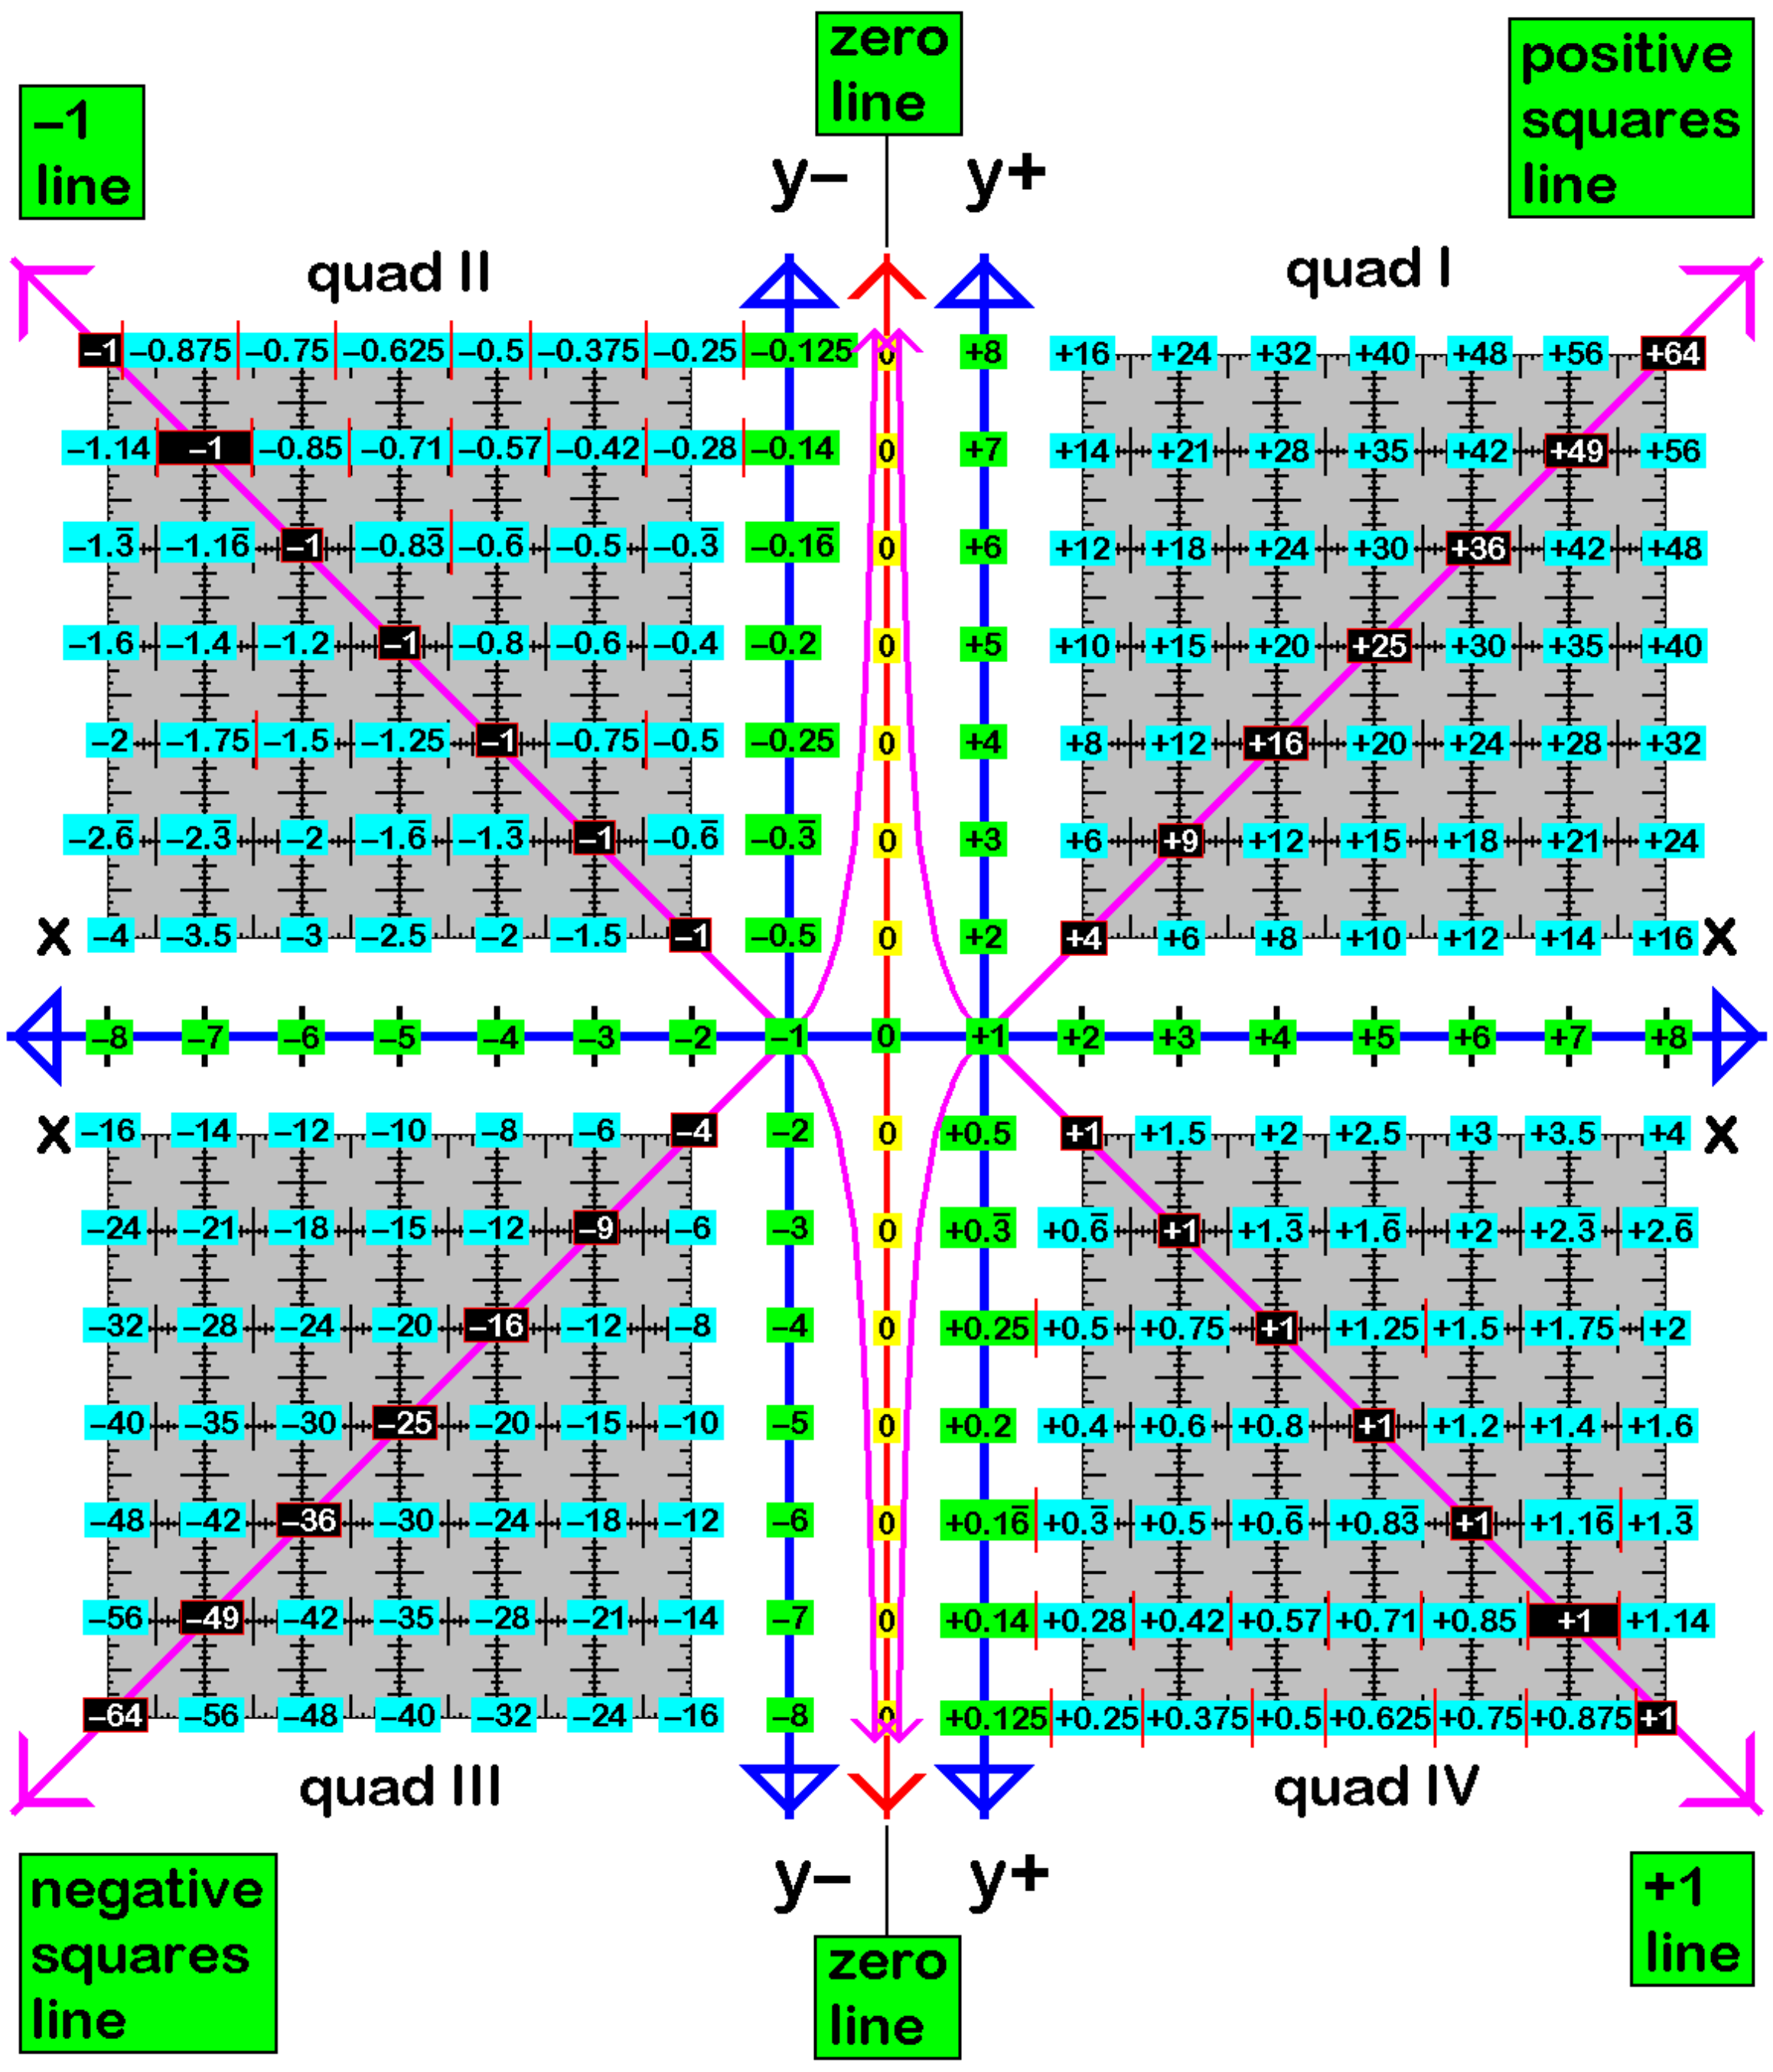 zero
line
positive
squares
line
–1
line
y– y+
quad II quad I
–1 –0.875 –0.75 –0.625 –0.5 –0.375 –0.25 –0.125 0 +8 +16 +24 +32 +40 +48 +56 +64
–1.14 –1 –0.85 –0.71 –0.57 –0.42 –0.28 –0.14 0 +7 +14 +21 +28 +35 +42 +49 +56
–1.3̅ –1.16̅ –1 –0.83̅ –0.6̅ –0.5 –0.3̅ –0.16̅ 0 +6 +12 +18 +24 +30 +36 +42 +48
–1.6 –1.4 –1.2 –1 –0.8 –0.6 –0.4 –0.2 0 +5 +10 +15 +20 +25 +30 +35 +40
–2 –1.75 –1.5 –1.25 –1 –0.75 –0.5 –0.25 0 +4 +8 +12 +16 +20 +24 +28 +32
–2.6̅ –2.3̅ –2 –1.6̅ –1.3̅ –1 –0.6̅ –0.3̅ 0 +3 +6 +9 +12 +15 +18 +21 +24
x –4 –3.5 –3 –2.5 –2 –1.5 –1 –0.5 0 +2 +4 +6 +8 +10 +12 +14 +16 x
–8 –7 –6 –5 –4 –3 –2 –1 0 +1 +2 +3 +4 +5 +6 +7 +8
x –16 –14 –12 –10 –8 –6 –4 –2 0 +0.5 +1 +1.5 +2 +2.5 +3 +3.5 +4 x
–24 –21 –18 –15 –12 –9 –6 –3 0 +0.3̅ +0.6̅ +1 +1.3̅ +1.6̅ +2 +2.3̅ +2.6̅
–32 –28 –24 –20 –16 –12 –8 –4 0 +0.25 +0.5 +0.75 +1 +1.25 +1.5 +1.75 +2
–40 –35 –30 –25 –20 –15 –10 –5 0 +0.2 +0.4 +0.6 +0.8 +1 +1.2 +1.4 +1.6
–48 –42 –36 –30 –24 –18 –12 –6 0 +0.16̅ +0.3̅ +0.5 +0.6̅ +0.83̅ +1 +1.16̅ +1.3̅
–56 –49 –42 –35 –28 –21 –14 –7 0 +0.14 +0.28 +0.42 +0.57 +0.71 +0.85 +1 +1.14
–64 –56 –48 –40 –32 –24 –16 –8 0 +0.125 +0.25 +0.375 +0.5 +0.625 +0.75 +0.875 +1
quad III quad IV
y– y+
negative
squares
line
zero
line
+1
line